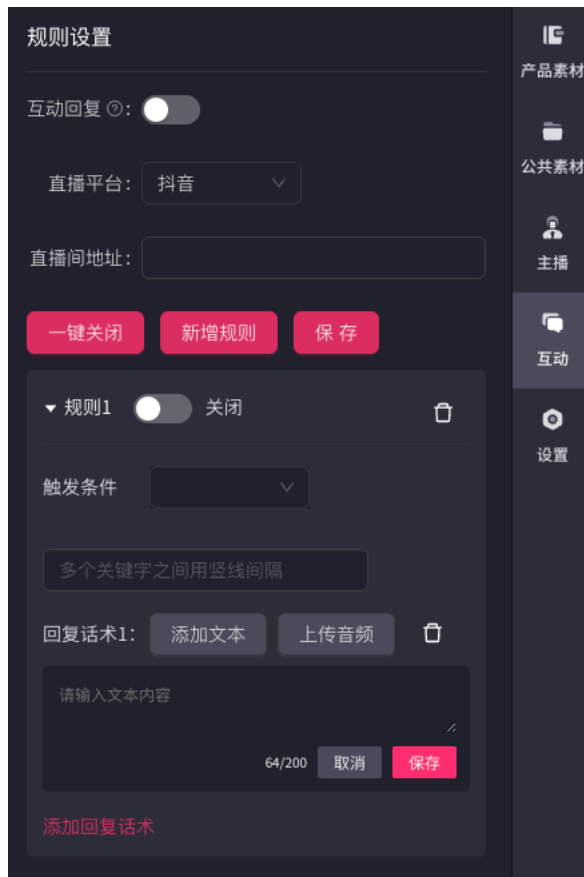 规则设置
互动回复 ?:
直播平台: 抖音
直播间地址:
一键关闭 新增规则 保存
规则1 关闭
触发条件
多个关键字之间用竖线间隔
回复话术1: 添加文本 上传音频
请输入文本内容
64/200 取消 保存
添加回复话术
产品素材
公共素材
主播
互动
设置